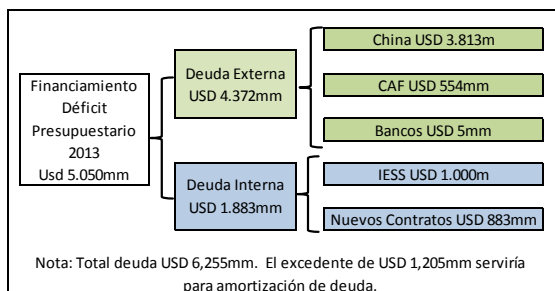 Financiamiento
Déficit
Presupuestario
2013
Usd 5.050mm
Deuda Externa
USD 4.372mm
China USD 3.813m
CAF USD 554mm
Bancos USD 5mm
Deuda Interna
USD 1.883mm
IESS USD 1.000m
Nuevos Contratos USD 883mm
Nota: Total deuda USD 6,255mm. El excedente de USD 1,205mm serviría
para amortización de deuda.